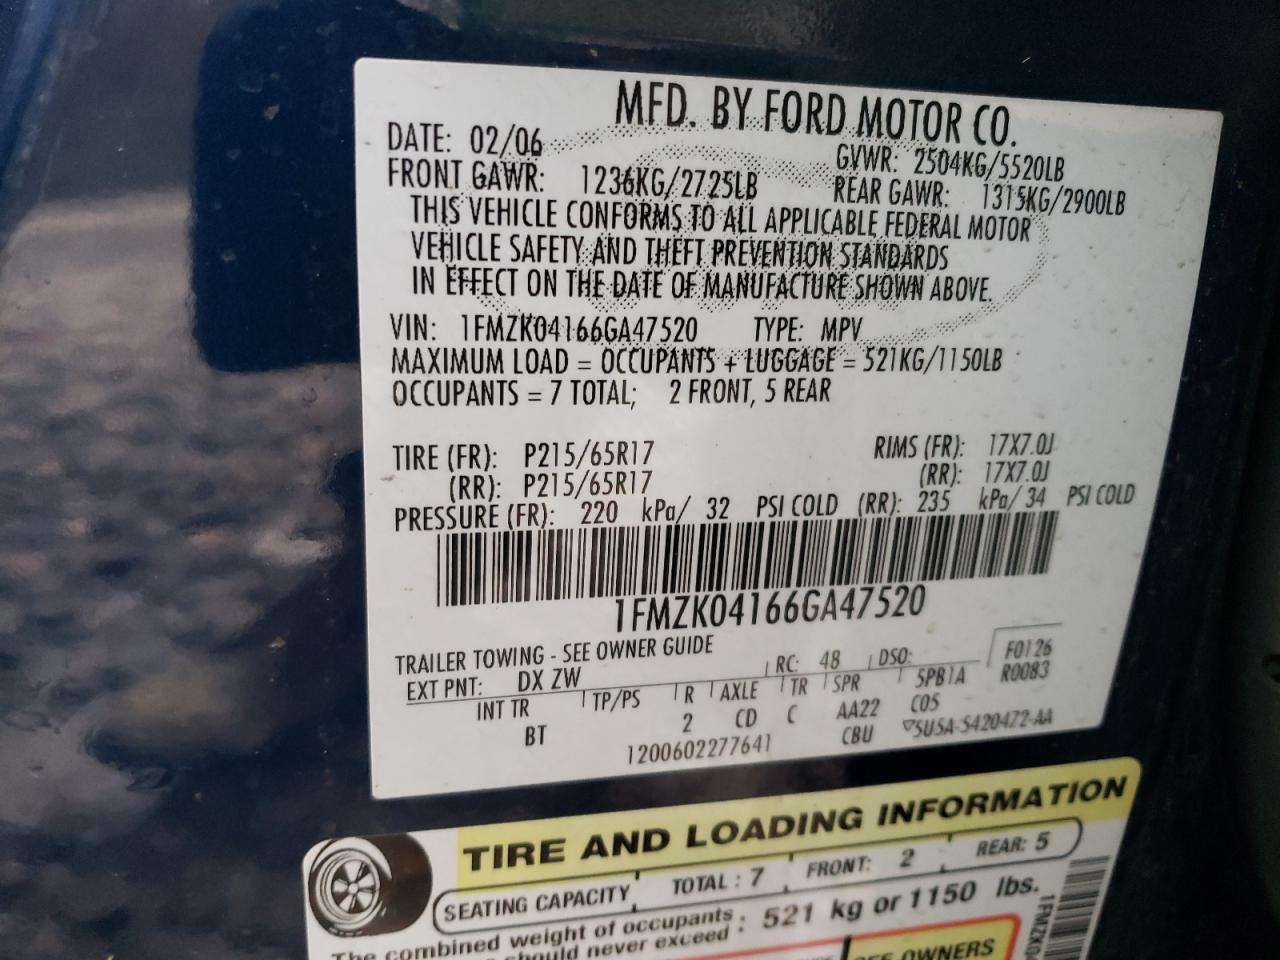 MFD. BY FORD MOTOR CO.
DATE: 02/06 GVWR: 2504KG/5520LB
FRONT GAWR: 1236KG/2725LB REAR GAWR: 1315KG/2900LB
THIS VEHICLE CONFORMS TO ALL APPLICABLE FEDERAL MOTOR
VEHICLE SAFETY AND THEFT PREVENTION STANDARDS
IN EFFECT ON THE DATE OF MANUFACTURE SHOWN ABOVE.
VIN: 1FMZK04166GA47520 TYPE: MPV
MAXIMUM LOAD = OCCUPANTS + LUGGAGE = 521KG/1150LB
OCCUPANTS = 7 TOTAL; 2 FRONT, 5 REAR
TIRE (FR): P215/65R17 RIMS (FR): 17X7.0J
(RR): P215/65R17 (RR): 17X7.0J
PRESSURE (FR): 220 kPa/ 32 PSI COLD (RR): 235 kPa/ 34 PSI COLD
1FMZK04166GA47520
TRAILER TOWING - SEE OWNER GUIDE
EXT PNT: DX ZW RC: 48 DSO: F0126
R0083
INT TR TP/PS R AXLE TR SPR 5PB1A
BT 2 CD C AA22 C05
1200602277641 CBU 5U5A-5420472-AA
TIRE AND LOADING INFORMATION
SEATING CAPACITY TOTAL : 7 FRONT: 2 REAR: 5
The combined weight of occupants
should never exceed : 521 kg or 1150 lbs.
OWNERS